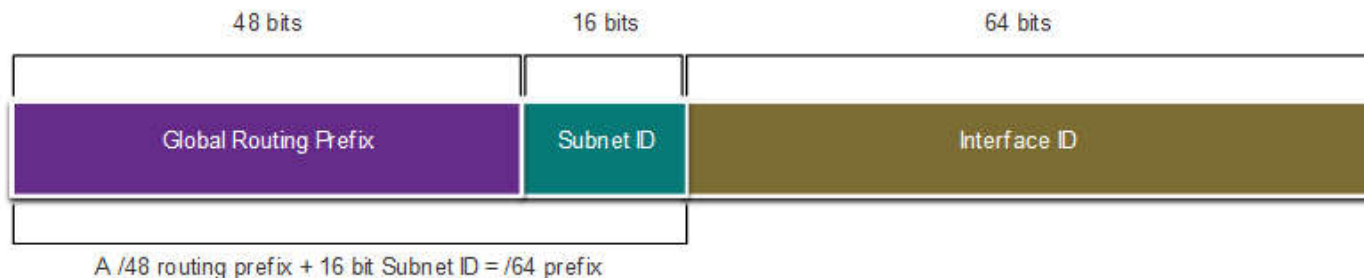 48 bits 16 bits 64 bits
Global Routing Prefix Subnet ID Interface ID
A /48 routing prefix + 16 bit Subnet ID = /64 prefix